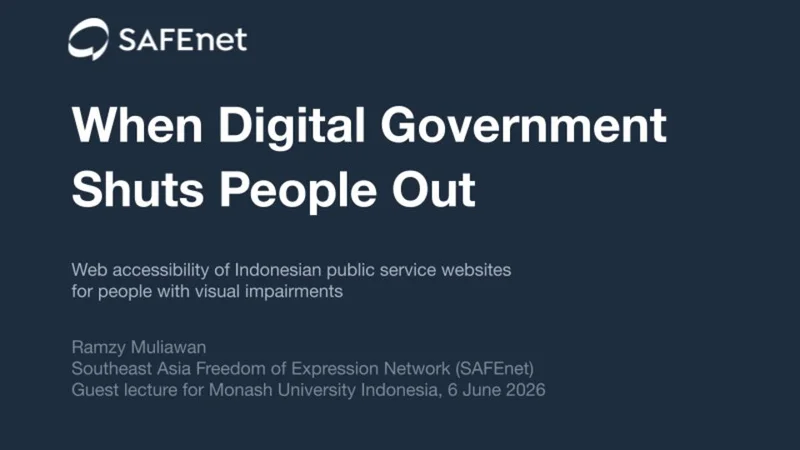 SAFEnet
When Digital Government
Shuts People Out
Web accessibility of Indonesian public service websites
for people with visual impairments
Ramzy Muliawan
Southeast Asia Freedom of Expression Network (SAFEnet)
Guest lecture for Monash University Indonesia, 6 June 2026